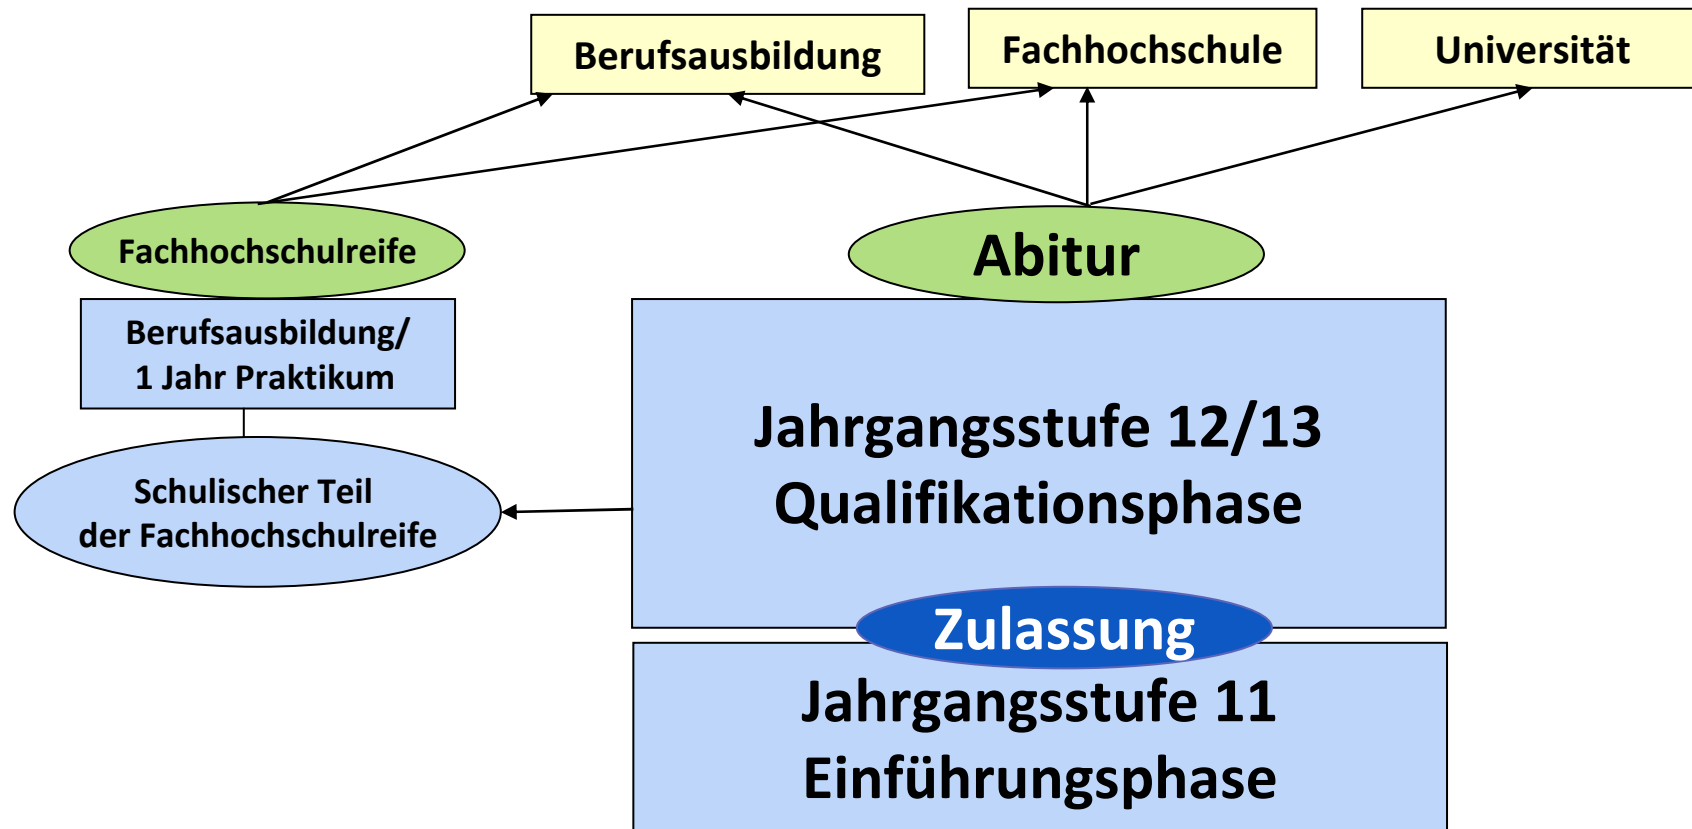 Berufsausbildung
Fachhochschule
Universität
Fachhochschulreife
Abitur
Berufsausbildung/
1 Jahr Praktikum
Jahrgangsstufe 12/13
Qualifikationsphase
Schulischer Teil
der Fachhochschulreife
Zulassung
Jahrgangsstufe 11
Einführungsphase